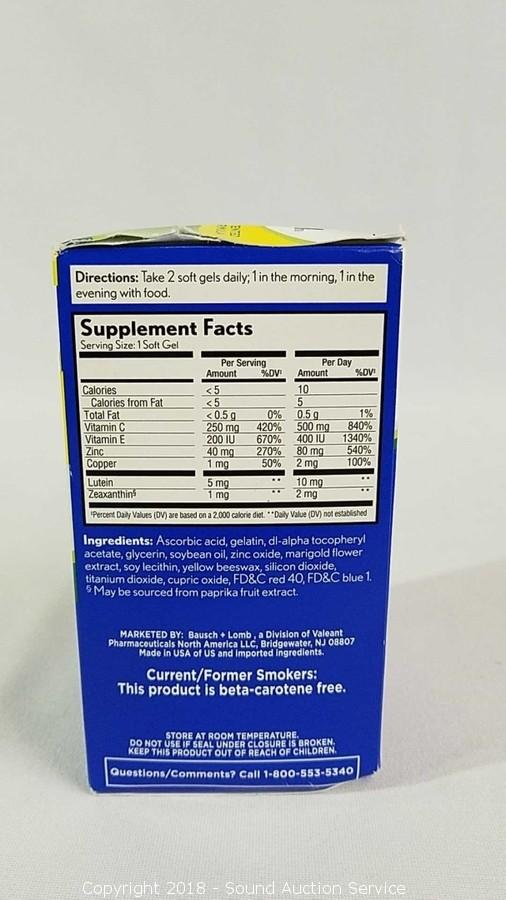 Directions: Take 2 soft gels daily; 1 in the morning, 1 in the
evening with food.
Supplement Facts
Serving Size: 1 Soft Gel
Per Serving Per Day
Amount %DV† Amount %DV†
Calories < 5 10
Calories from Fat < 5 5
Total Fat < 0.5 g 0% 0.5 g 1%
Vitamin C 250 mg 420% 500 mg 840%
Vitamin E 200 IU 670% 400 IU 1340%
Zinc 40 mg 270% 80 mg 540%
Copper 1 mg 50% 2 mg 100%
Lutein 5 mg ** 10 mg **
Zeaxanthin§ 1 mg ** 2 mg **
†Percent Daily Values (DV) are based on a 2,000 calorie diet. **Daily Value (DV) not established
Ingredients: Ascorbic acid, gelatin, dl-alpha tocopheryl
acetate, glycerin, soybean oil, zinc oxide, marigold flower
extract, soy lecithin, yellow beeswax, silicon dioxide,
titanium dioxide, cupric oxide, FD&C red 40, FD&C blue 1.
§ May be sourced from paprika fruit extract.
MARKETED BY: Bausch + Lomb, a Division of Valeant
Pharmaceuticals North America LLC, Bridgewater, NJ 08807
Made in USA of US and imported ingredients.
Current/Former Smokers:
This product is beta-carotene free.
STORE AT ROOM TEMPERATURE.
DO NOT USE IF SEAL UNDER CLOSURE IS BROKEN.
KEEP THIS PRODUCT OUT OF REACH OF CHILDREN.
Questions/Comments? Call 1-800-553-5340
Copyright 2018 - Sound Auction Service